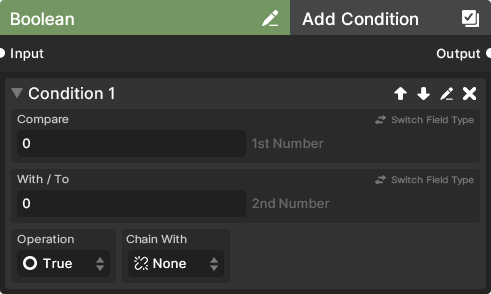 Boolean
Add Condition
Input
Output
Condition 1
Compare
Switch Field Type
0
1st Number
With / To
Switch Field Type
0
2nd Number
Operation
Chain With
True
None